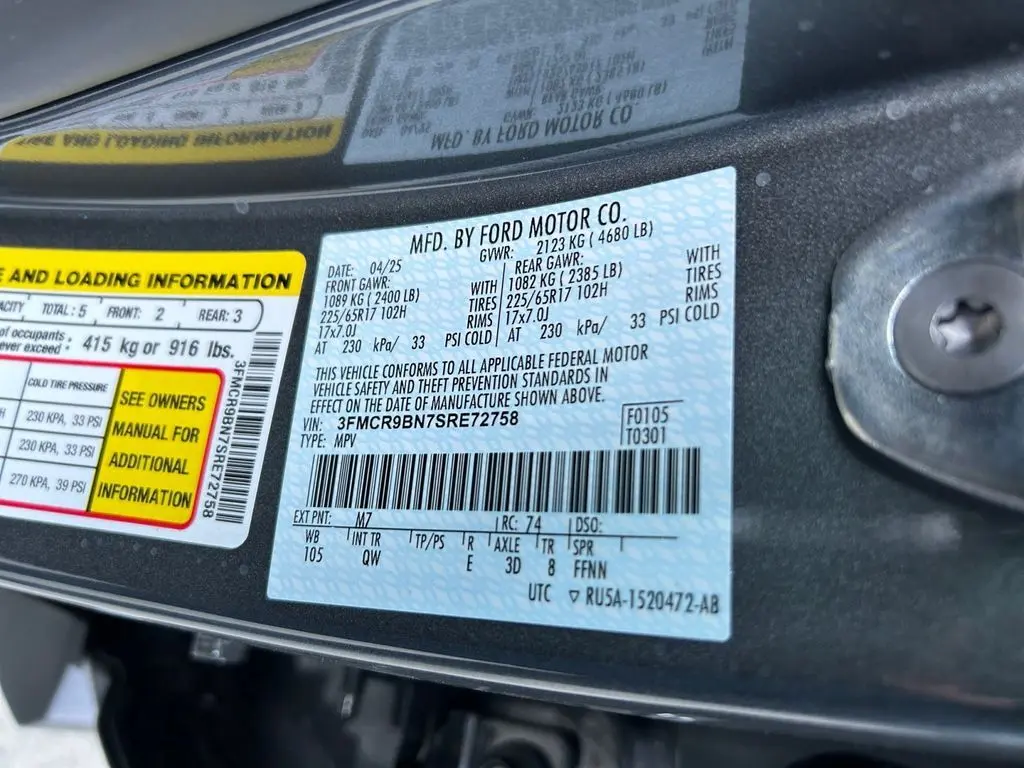 E AND LOADING INFORMATION
ACITY TOTAL: 5 FRONT: 2 REAR: 3
of occupants:
ever exceed: 415 kg or 916 lbs.
COLD TIRE PRESSURE
230 KPA, 33 PSI
230 KPA, 33 PSI
270 KPA, 39 PSI
SEE OWNERS
MANUAL FOR
ADDITIONAL
INFORMATION
3FMCR9BN7SRE72758
MFD. BY FORD MOTOR CO.
DATE: 04/25 GVWR: 2123 KG ( 4680 LB)
FRONT GAWR: REAR GAWR:
1089 KG ( 2400 LB) WITH 1082 KG ( 2385 LB) WITH
225/65R17 102H TIRES 225/65R17 102H TIRES
17x7.0J RIMS 17x7.0J RIMS
AT 230 kPa/ 33 PSI COLD AT 230 kPa/ 33 PSI COLD
THIS VEHICLE CONFORMS TO ALL APPLICABLE FEDERAL MOTOR
VEHICLE SAFETY AND THEFT PREVENTION STANDARDS IN
EFFECT ON THE DATE OF MANUFACTURE SHOWN ABOVE.
VIN: 3FMCR9BN7SRE72758 F0105
TYPE: MPV T0301
EXT PNT: M7 RC: 74 DSO:
WB INT TR TP/PS R AXLE TR SPR
105 QW E 3D 8 FFNN
UTC ▽ RU5A-1520472-AB